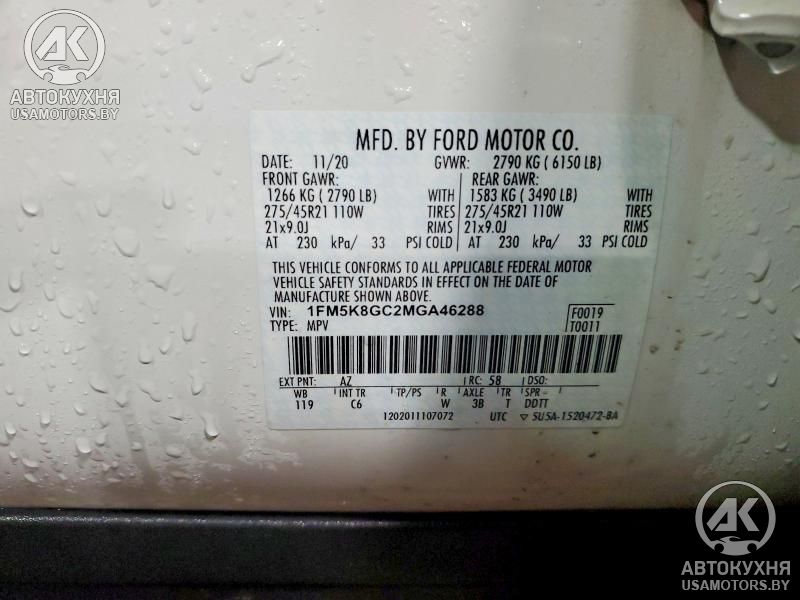 AK
АВТОКУХНЯ
USAMOTORS.BY
MFD. BY FORD MOTOR CO.
DATE: 11/20 GVWR: 2790 KG ( 6150 LB)
FRONT GAWR: REAR GAWR:
1266 KG ( 2790 LB) WITH 1583 KG ( 3490 LB) WITH
275/45R21 110W TIRES 275/45R21 110W TIRES
21x9.0J RIMS 21x9.0J RIMS
AT 230 kPa/ 33 PSI COLD AT 230 kPa/ 33 PSI COLD
THIS VEHICLE CONFORMS TO ALL APPLICABLE FEDERAL MOTOR
VEHICLE SAFETY STANDARDS IN EFFECT ON THE DATE OF
MANUFACTURE SHOWN ABOVE.
VIN: 1FM5K8GC2MGA46288 F0019
TYPE: MPV T0011
EXT PNT: AZ RC: 58 DSO:
WB INT TR TP/PS R AXLE TR SPR
119 C6 W 3B T DDTT
1202011107072 UTC ▽ 5U5A-1520472-BA
AK
АВТОКУХНЯ
USAMOTORS.BY